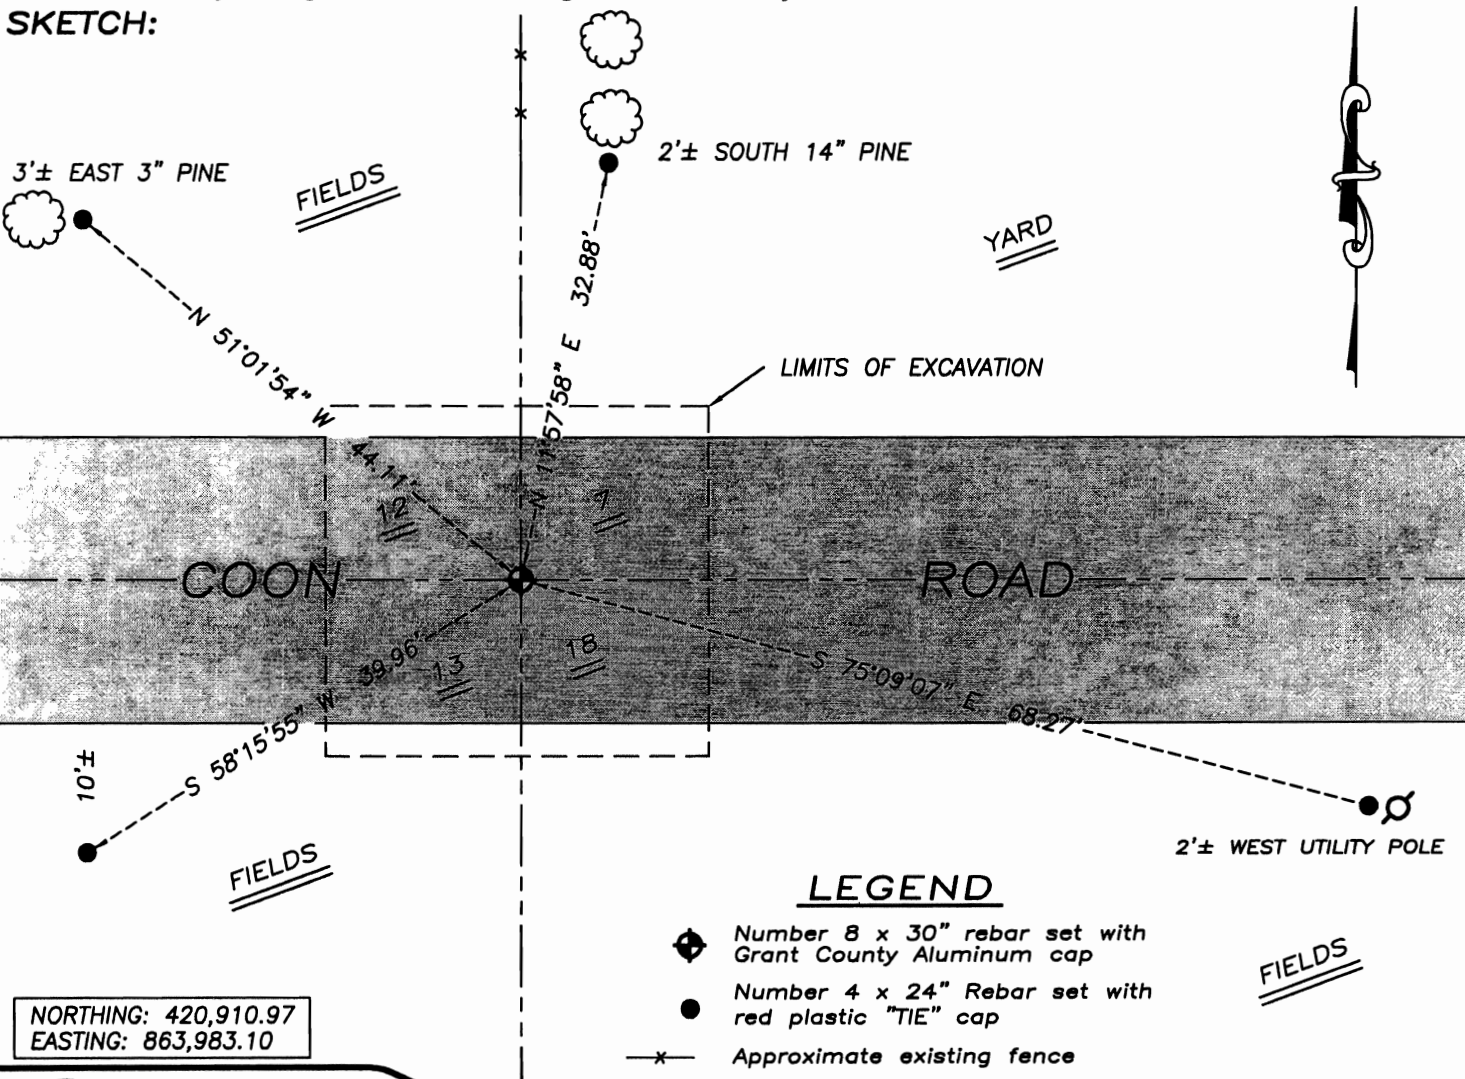 SKETCH:
3'± EAST 3" PINE
FIELDS
2'± SOUTH 14" PINE
YARD
N 51°01'54" W 44.11'
N 11°57'58" E 32.88'
LIMITS OF EXCAVATION
12
7
COON ROAD
13
18
S 58°15'55" W 39.96'
S 75°09'07" E 68.27'
10'±
2'± WEST UTILITY POLE
FIELDS
LEGEND
Number 8 x 30" rebar set with
Grant County Aluminum cap
FIELDS
Number 4 x 24" Rebar set with
red plastic "TIE" cap
Approximate existing fence
NORTHING: 420,910.97
EASTING: 863,983.10